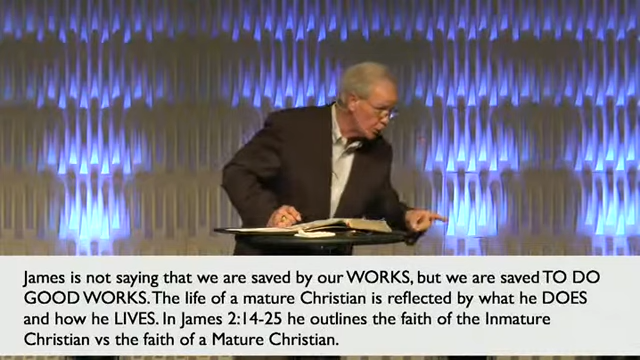 James is not saying that we are saved by our WORKS, but we are saved TO DO
GOOD WORKS. The life of a mature Christian is reflected by what he DOES
and how he LIVES. In James 2:14-25 he outlines the faith of the Inmature
Christian vs the faith of a Mature Christian.